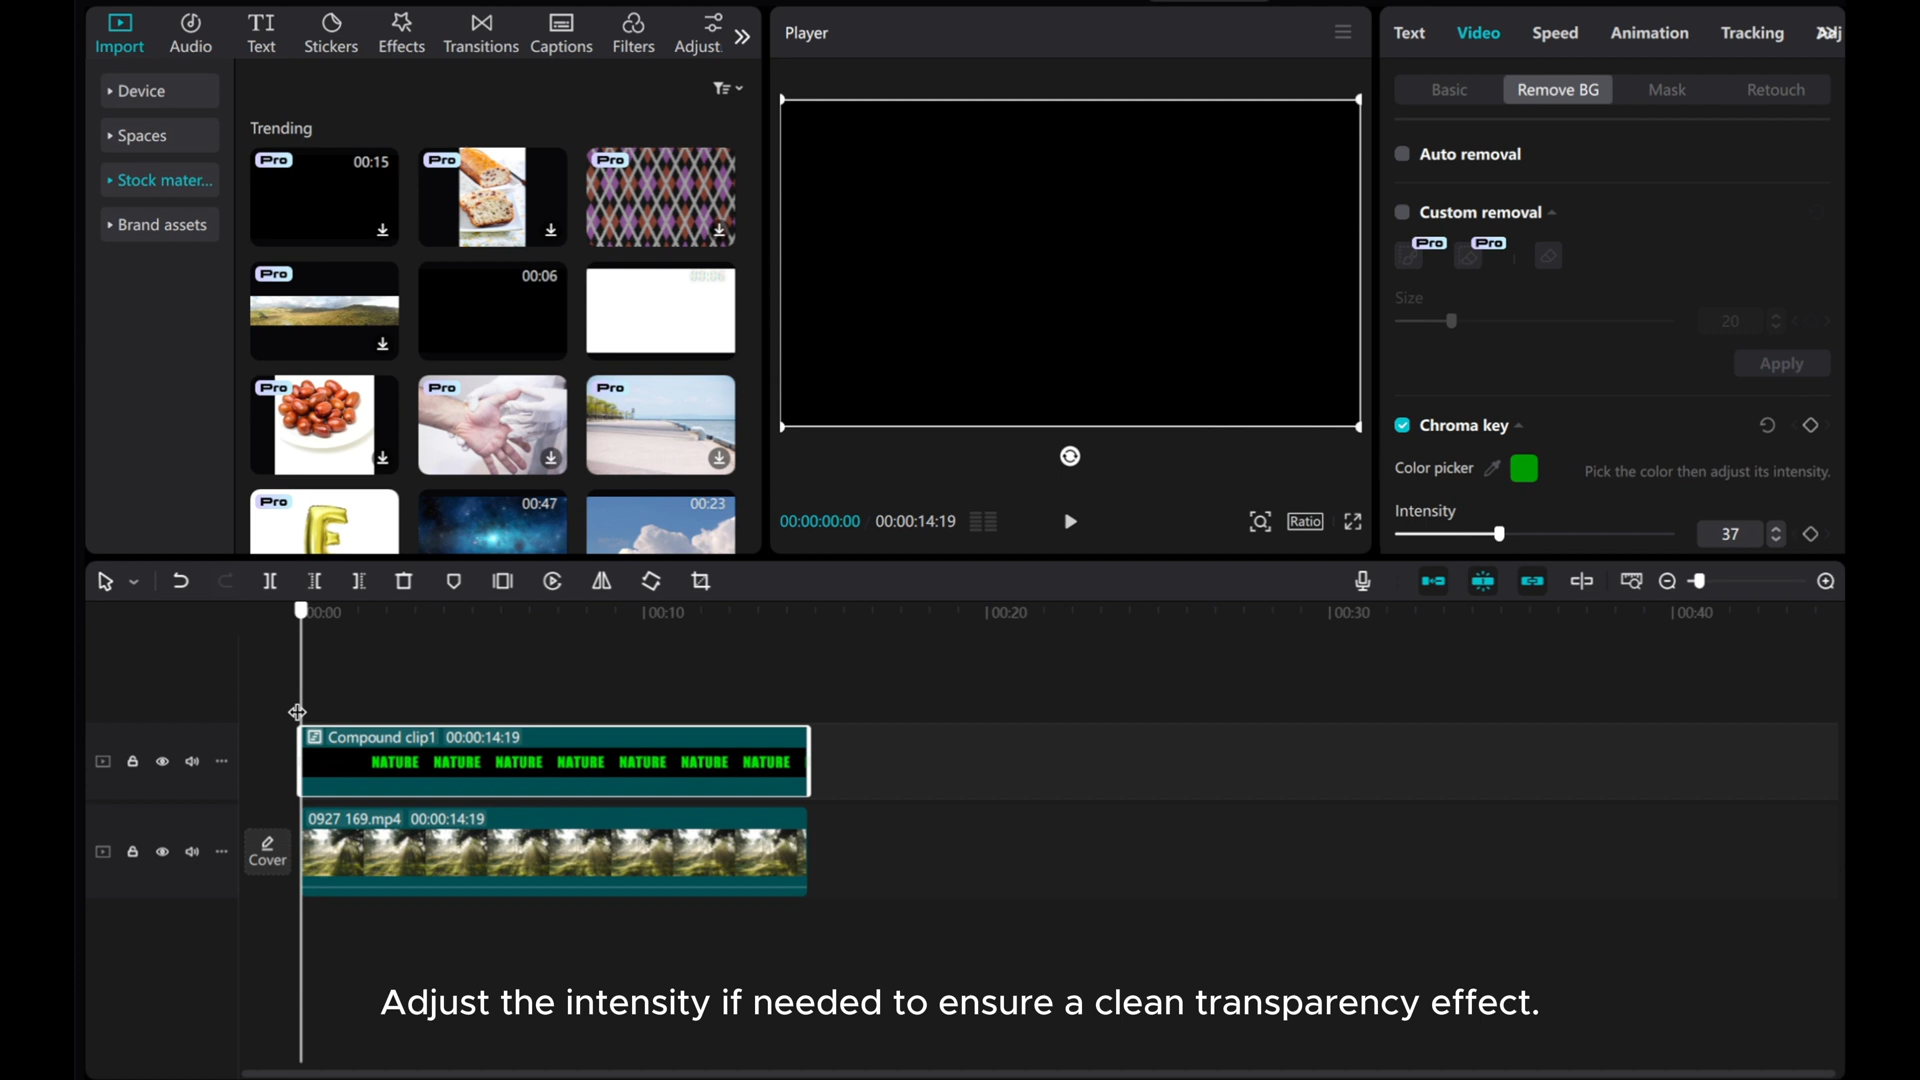 Import
Audio
TI
Text
Stickers
Effects
Transitions
Captions
Filters
Adjust
Device
Spaces
Stock mater...
Brand assets
Trending
Pro 00:15
Pro
Pro
Pro
00:06
00:06
Pro
Pro
Pro
Pro
00:47
00:23
Player
00:00:00:00 00:00:14:19
Ratio
Text Video Speed Animation Tracking Adj
Basic Remove BG Mask Retouch
Auto removal
Custom removal
Pro Pro
Size
20
Apply
Chroma key
Color picker Pick the color then adjust its intensity.
Intensity
37
00:00 00:10 00:20 00:30 00:40
Compound clip1 00:00:14:19
NATURE NATURE NATURE NATURE NATURE NATURE NATURE
0927 169.mp4 00:00:14:19
Cover
Adjust the intensity if needed to ensure a clean transparency effect.